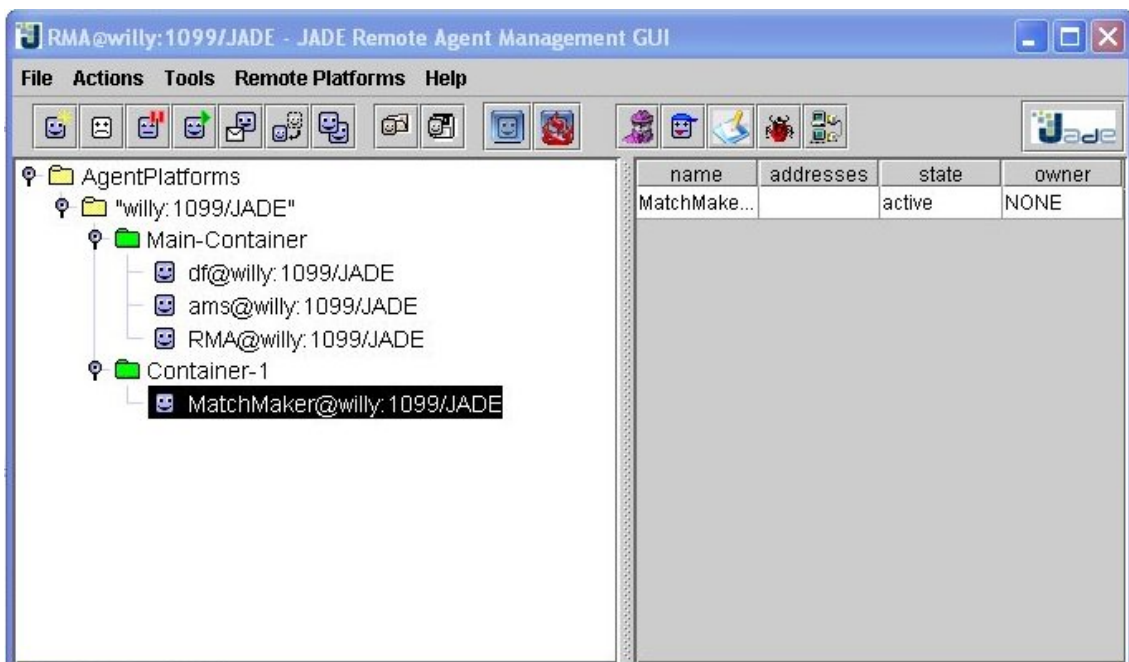 RMA@willy:1099/JADE - JADE Remote Agent Management GUI
File Actions Tools Remote Platforms Help
Jade
AgentPlatforms
"willy:1099/JADE"
Main-Container
df@willy:1099/JADE
ams@willy:1099/JADE
RMA@willy:1099/JADE
Container-1
MatchMaker@willy:1099/JADE
name addresses state owner
MatchMake... active NONE